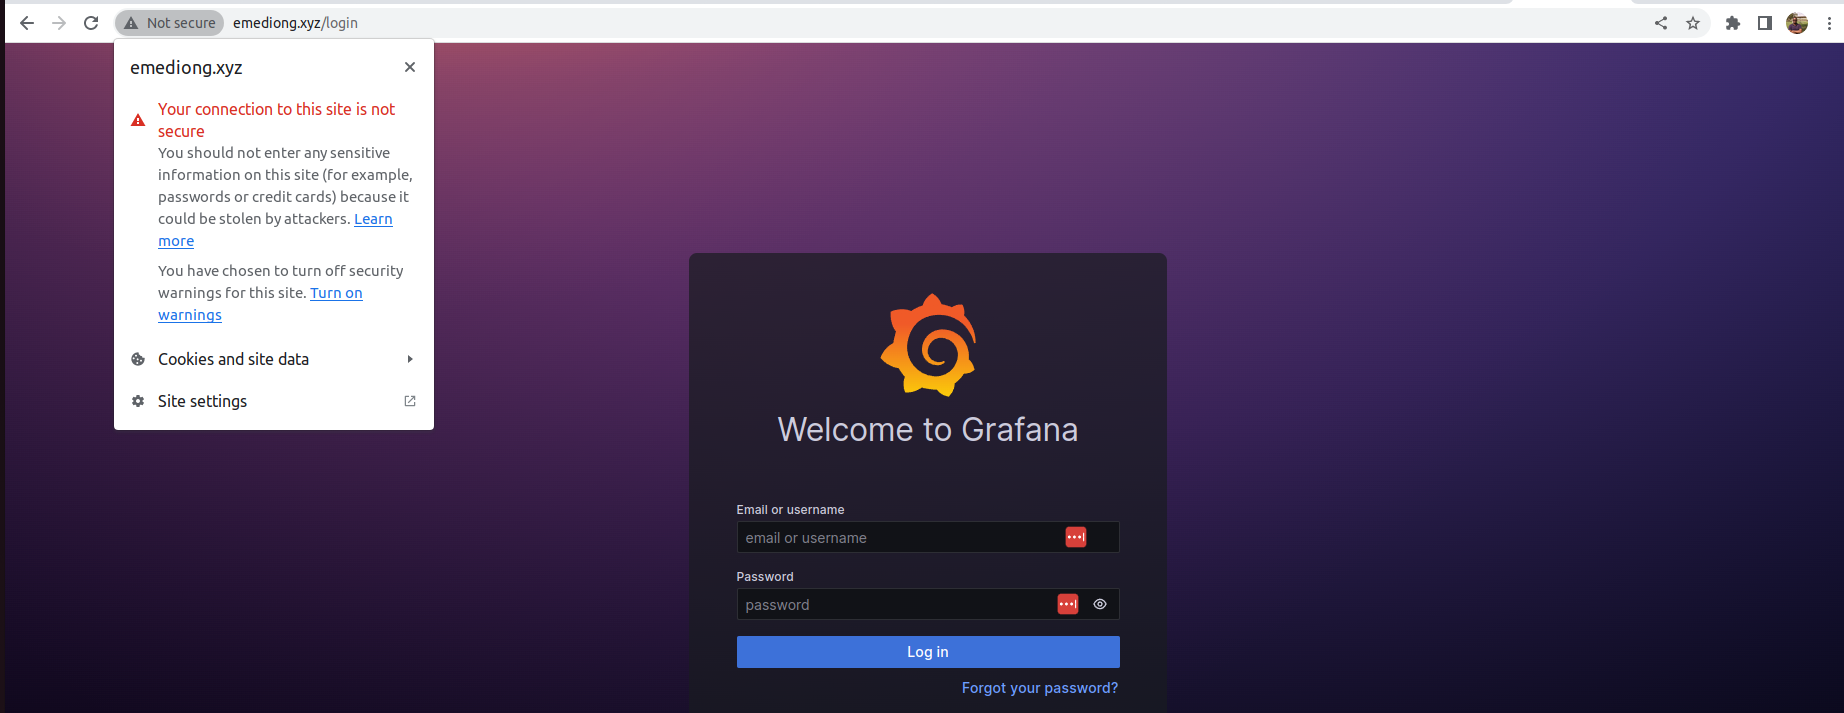 Not secure
emediong.xyz/login
emediong.xyz
Your connection to this site is not
secure
You should not enter any sensitive
information on this site (for example,
passwords or credit cards) because it
could be stolen by attackers. Learn
more
You have chosen to turn off security
warnings for this site. Turn on
warnings
Cookies and site data
Site settings
Welcome to Grafana
Email or username
email or username
Password
password
Log in
Forgot your password?